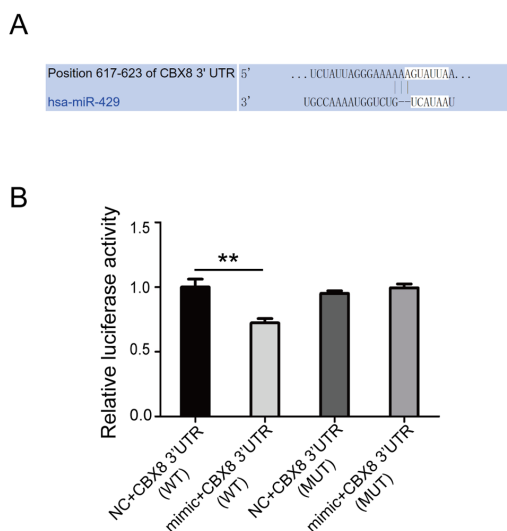 A
Position 617-623 of CBX8 3' UTR 5' ...UCUAUUAGGGAAAAAAGUAUUAA...
hsa-miR-429 3' UGCCAAAAUGGUCUG--UCAUAAU
B
Relative luciferase activity
1.5
1.0
0.5
0.0
**
NC+CBX8 3'UTR
(WT)
mimic+CBX8 3'UTR
(WT)
NC+CBX8 3'UTR
(MUT)
mimic+CBX8 3'UTR
(MUT)